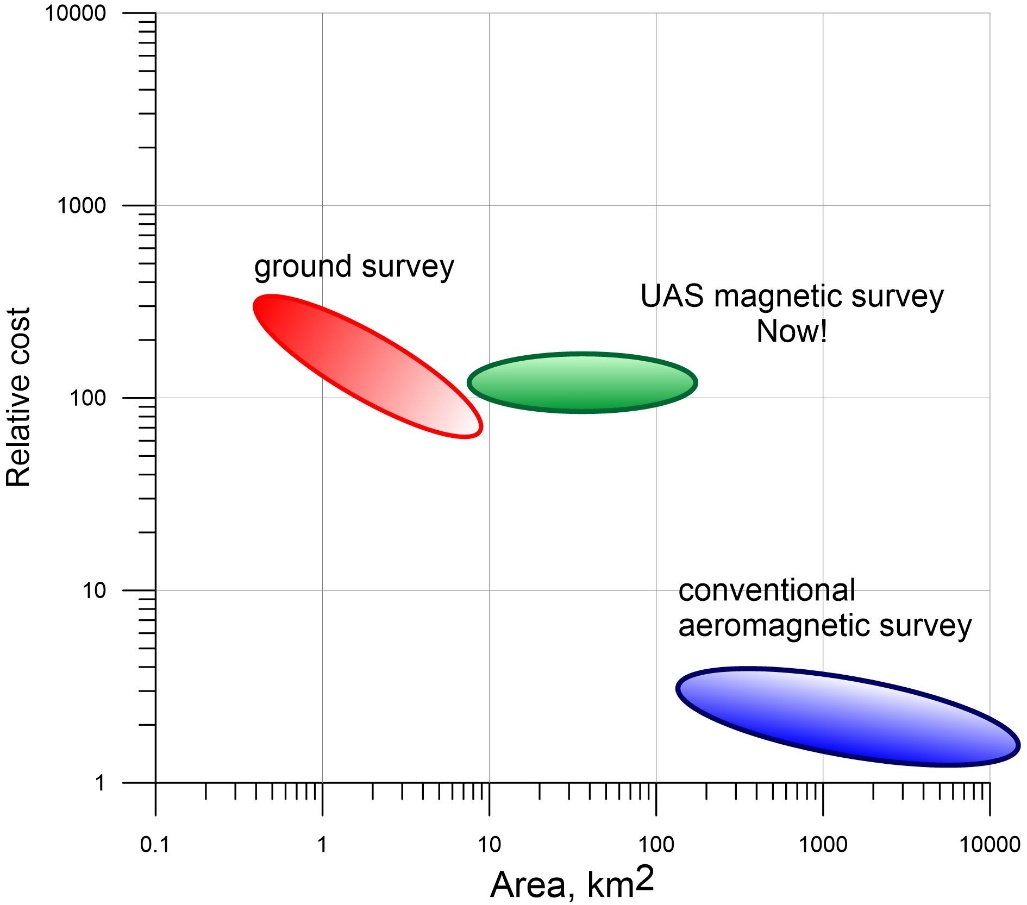 10000
1000
100
10
1
Relative cost
ground survey
UAS magnetic survey
Now!
conventional
aeromagnetic survey
0.1 1 10 100 1000 10000
Area, km2